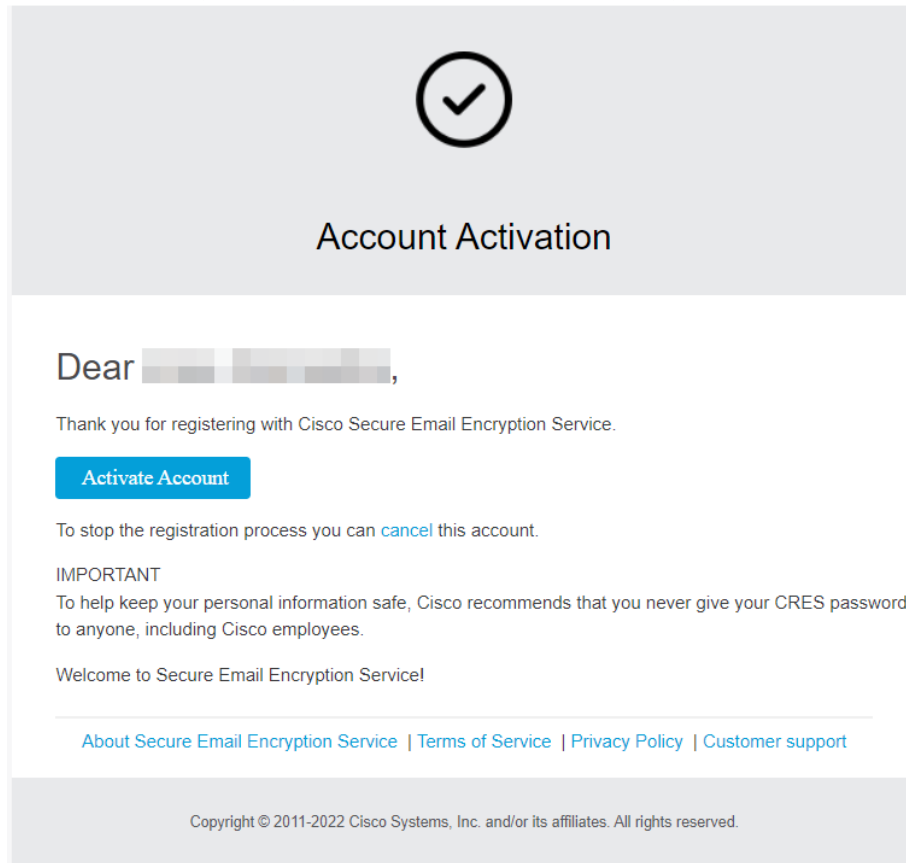 Account Activation
Dear ,
Thank you for registering with Cisco Secure Email Encryption Service.
Activate Account
To stop the registration process you can cancel this account.
IMPORTANT
To help keep your personal information safe, Cisco recommends that you never give your CRES password
to anyone, including Cisco employees.
Welcome to Secure Email Encryption Service!
About Secure Email Encryption Service | Terms of Service | Privacy Policy | Customer support
Copyright © 2011-2022 Cisco Systems, Inc. and/or its affiliates. All rights reserved.